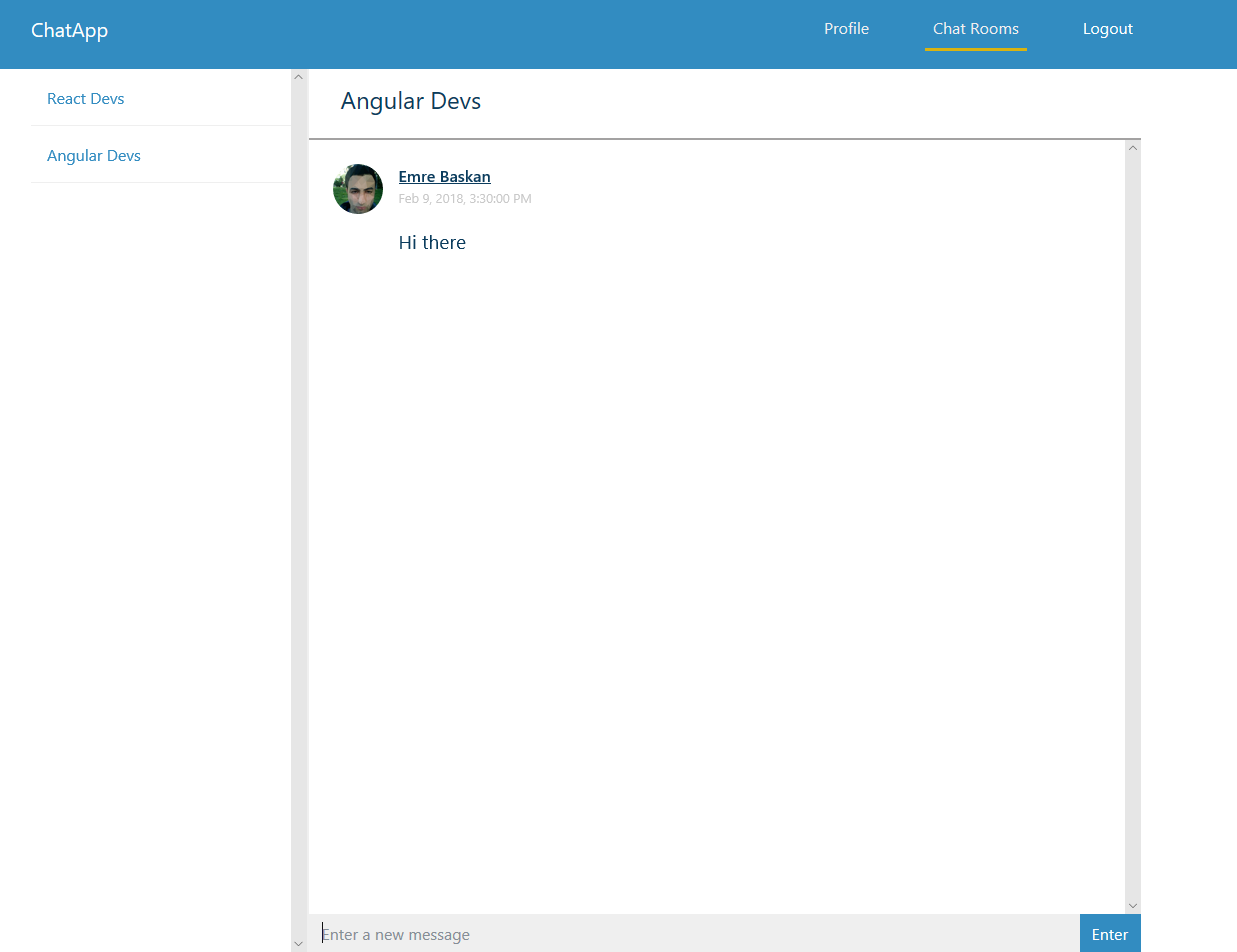 ChatApp
Profile
Chat Rooms
Logout
React Devs
Angular Devs
Angular Devs
Emre Baskan
Feb 9, 2018, 3:30:00 PM
Hi there
Enter a new message
Enter